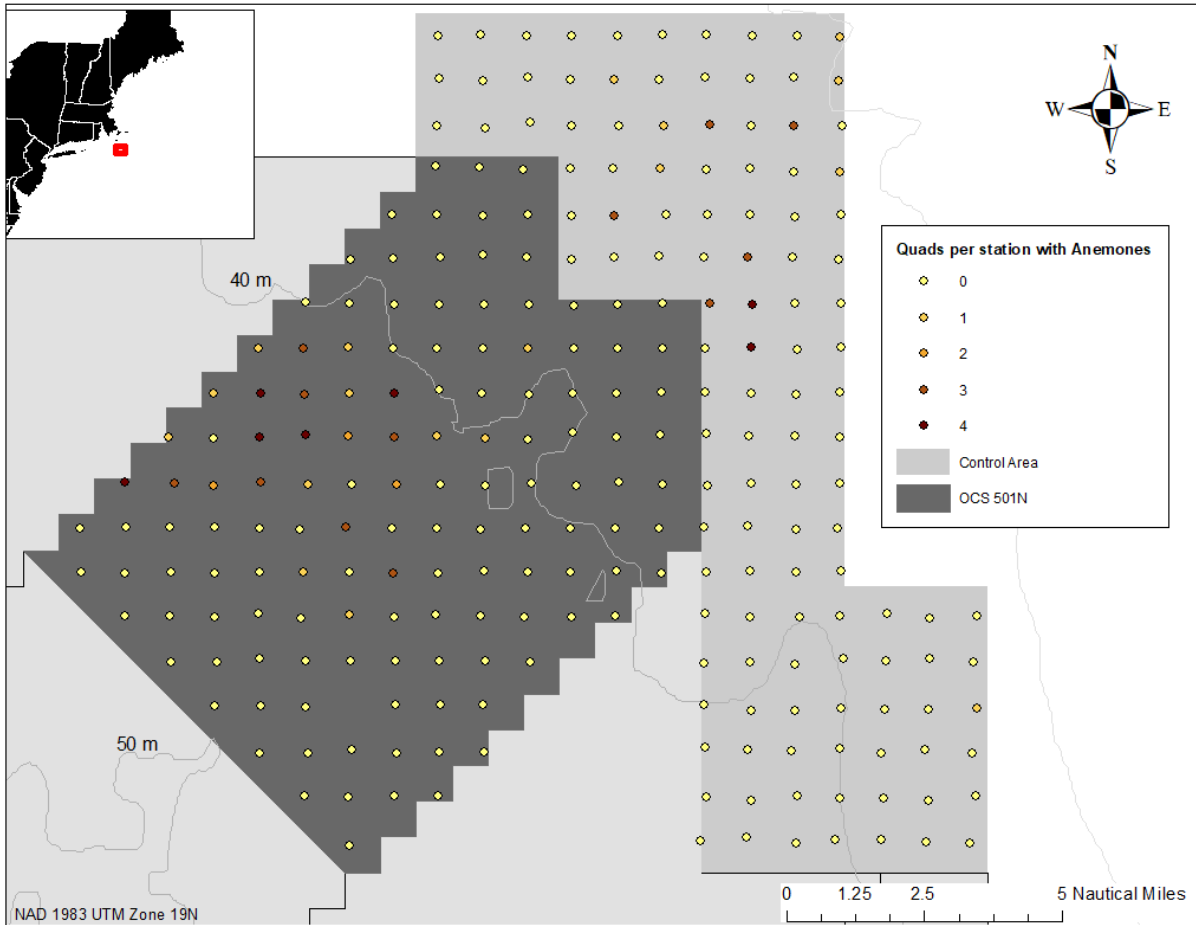 N
W
E
S
Quads per station with Anemones
0
1
2
3
4
Control Area
OCS 501N
40 m
50 m
0
1.25
2.5
5 Nautical Miles
NAD 1983 UTM Zone 19N